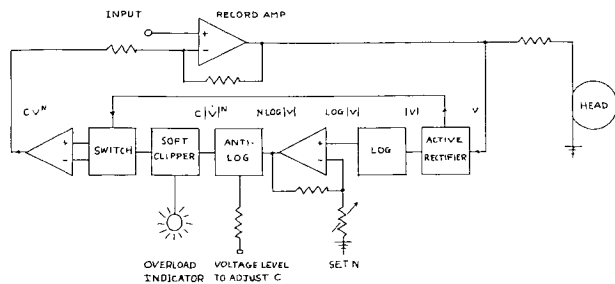 INPUT
RECORD AMP
+
−
HEAD
C V^N
C |V̇|^N
N LOG |V|
LOG |V|
|V|
V
+
−
SWITCH
SOFT
CLIPPER
ANTI-
LOG
+
−
LOG
ACTIVE
RECTIFIER
OVERLOAD
INDICATOR
VOLTAGE LEVEL
TO ADJUST C
SET N